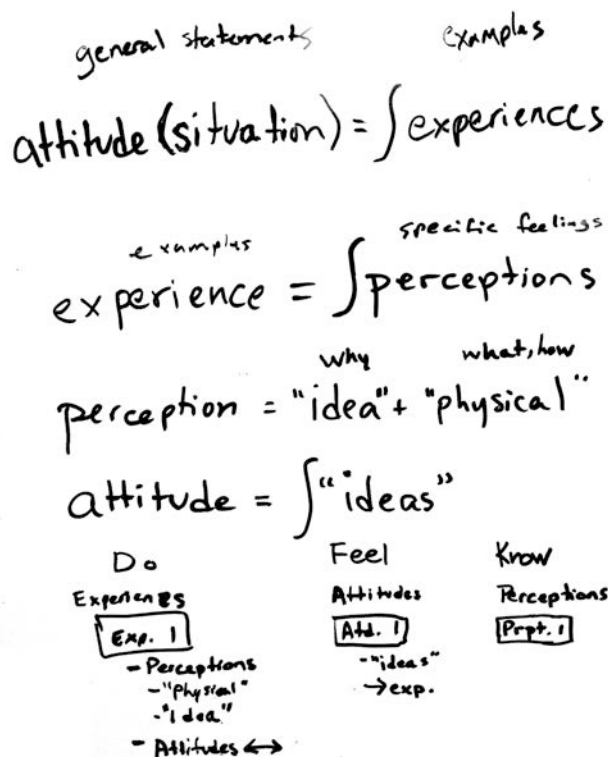 general statements examples
attitude (situation) = ∫ experiences
examples specific feelings
experience = ∫ perceptions
why what, how
perception = "idea" + "physical"
attitude = ∫ "ideas"
Do Feel Know
Experiences Attitudes Perceptions
Exp. 1 Atd. 1 Prpt. 1
- Perceptions -"ideas"
-"Physical" → exp.
-"Idea"
- Attitudes ↔